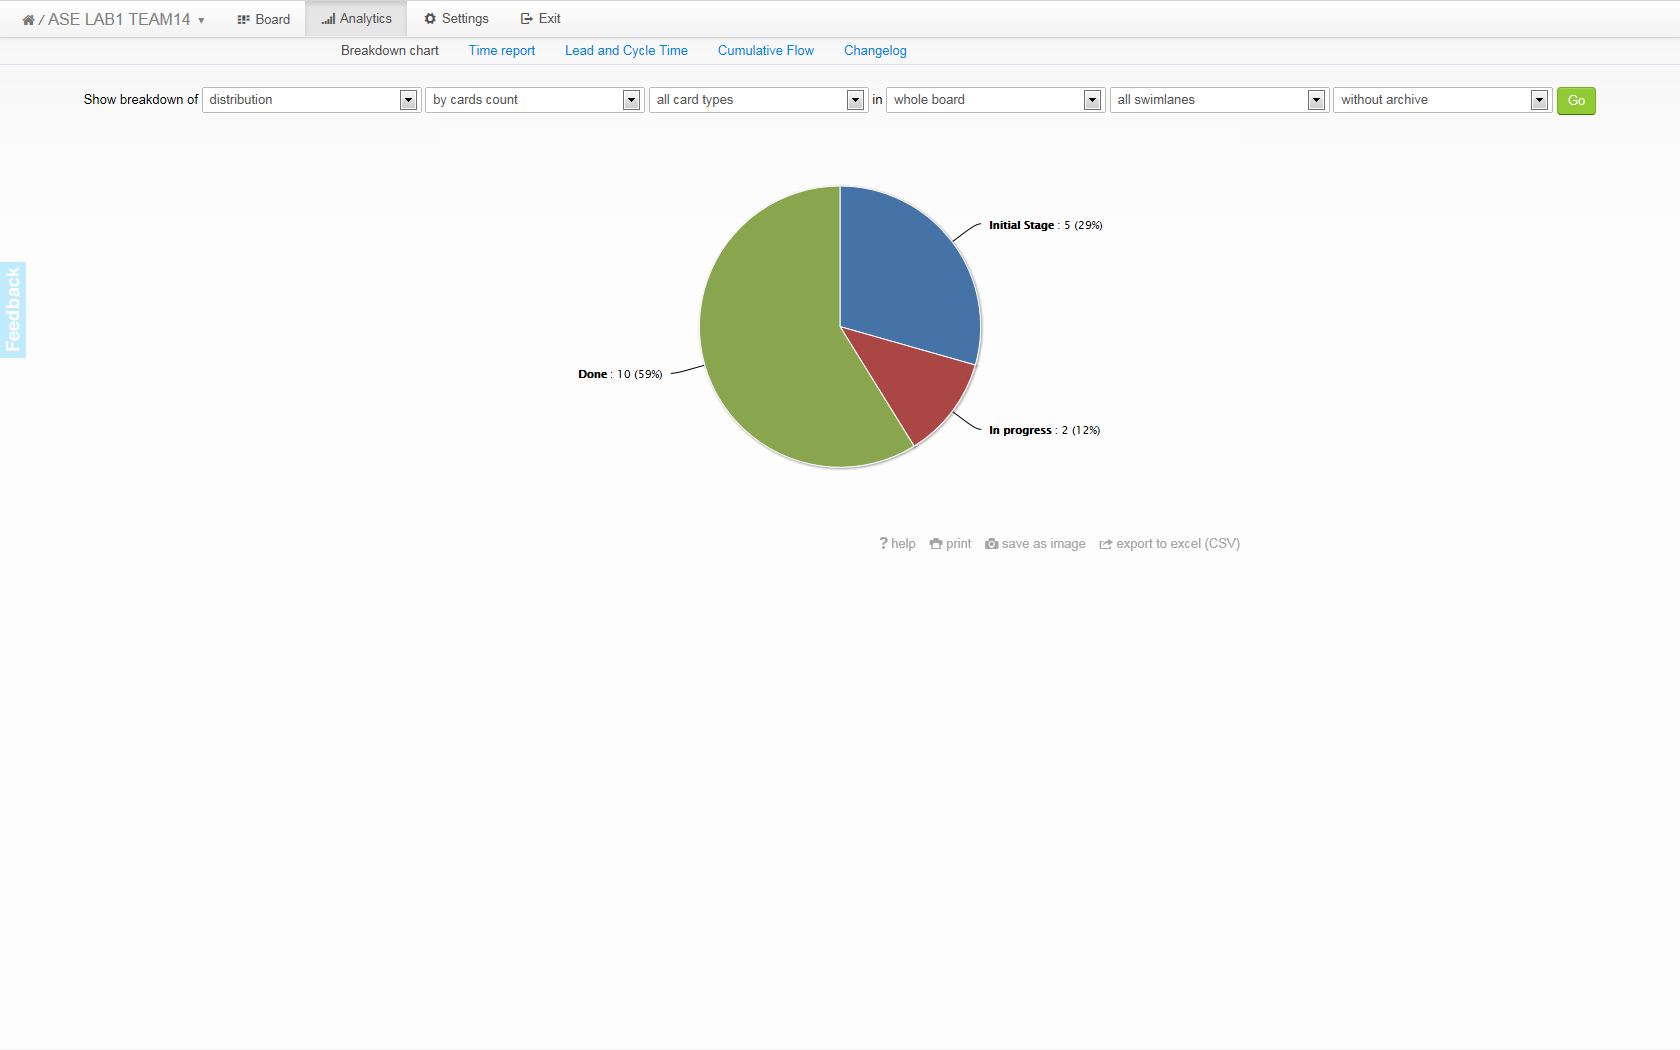 / ASE LAB1 TEAM14 Board Analytics Settings Exit
Breakdown chart Time report Lead and Cycle Time Cumulative Flow Changelog
Show breakdown of distribution by cards count all card types in whole board all swimlanes without archive Go
Initial Stage : 5 (29%)
Feedback
Done : 10 (59%)
In progress : 2 (12%)
? help print save as image export to excel (CSV)